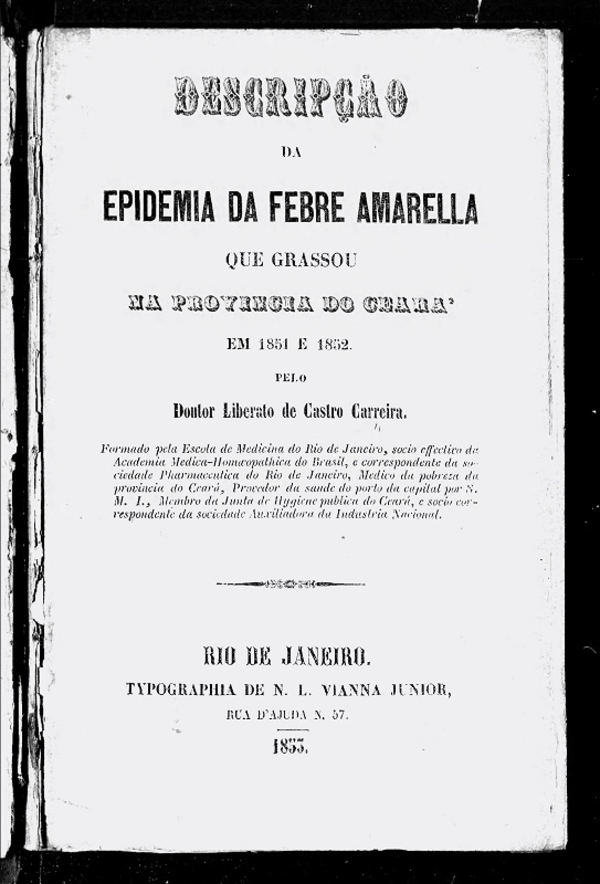 DESCRIPÇÃO
DA
EPIDEMIA DA FEBRE AMARELLA
QUE GRASSOU
NA PROVINCIA DO CEARA'
EM 1851 E 1852.
PELO
Doutor Liberato de Castro Carreira.
Formado pela Escola de Medicina do Rio de Janeiro, socio effectivo da
Academia Medica-Homœopathica do Brasil, e correspondente da so-
ciedade Pharmaceutica do Rio de Janeiro, Medico da pobreza da
provincia do Ceará, Provedor da saude do porto da capital por S.
M. I., Membro da Junta de Hygiene publica do Ceará, e socio cor-
respondente da sociedade Auxiliadora da Industria Nacional.
RIO DE JANEIRO.
TYPOGRAPHIA DE N. L. VIANNA JUNIOR,
RUA D'AJUDA N. 57.
1853.